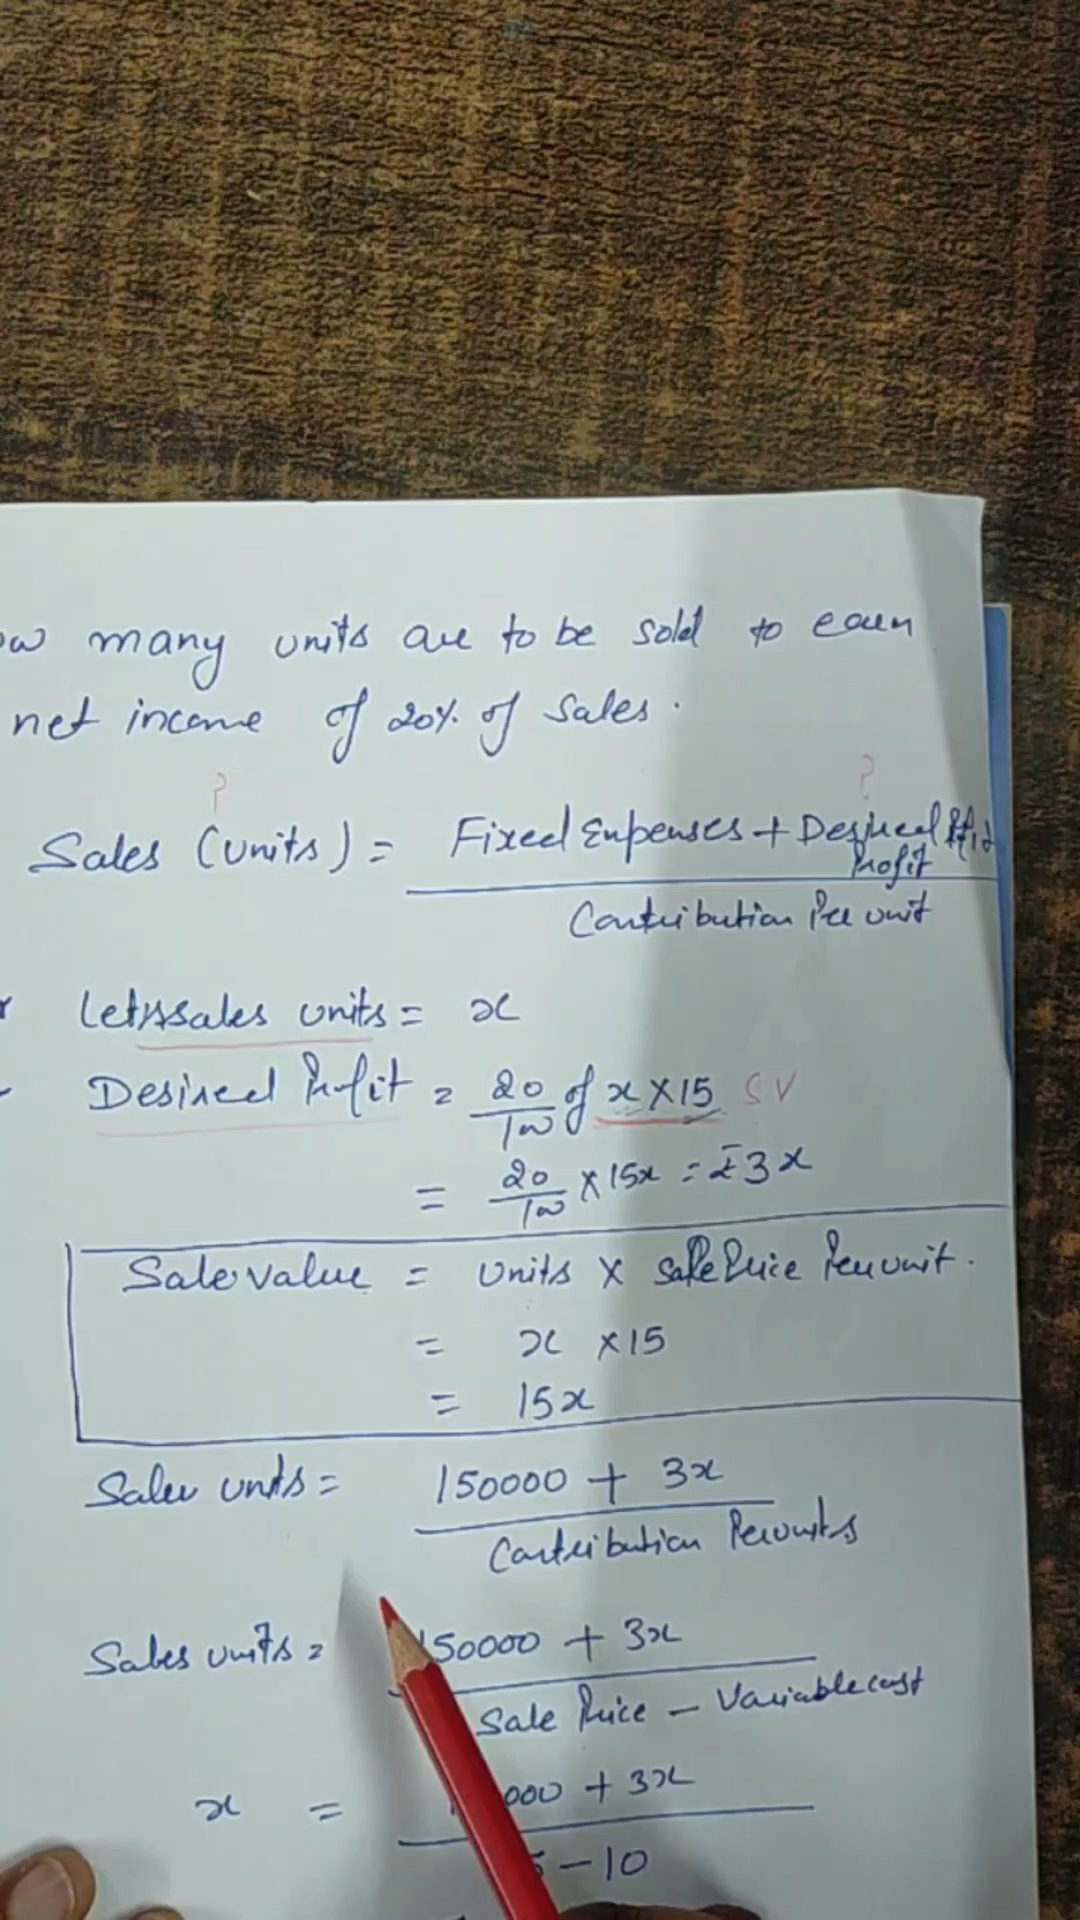 many units are to be sold to earn
net income of 20% of sales.
? ?
Sales (units) = Fixed Expenses + Desired
Profit
Contribution Per unit
sales units = x
Desired Profit = 20/100 of x × 15 SV
= 20/100 × 15x = 3x
Sale value = units × Sale Price Per unit.
= x × 15
= 15x
Sales units = 150000 + 3x
Contribution Per units
Sales units = 150000 + 3x
Sale Price - Variable cost
x = 000 + 3x
5 - 10